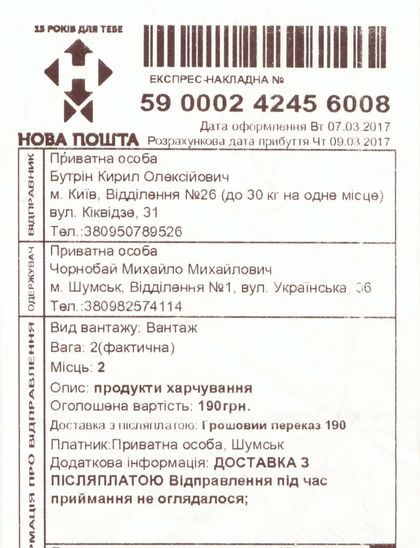 15 РОКІВ ДЛЯ ТЕБЕ
ЕКСПРЕС-НАКЛАДНА №
59 0002 4245 6008
Дата оформлення Вт 07.03.2017
НОВА ПОШТА Розрахункова дата прибуття Чт 09.03.2017
ВІДПРАВНИК
Приватна особа
Бутрін Кирил Олексійович
м. Київ, Відділення №26 (до 30 кг на одне місце)
вул. Кіквідзе, 31
Тел.:380950789526
ОДЕРЖУВАЧ
Приватна особа
Чорнобай Михайло Михайлович
м. Шумськ, Відділення №1, вул. Українська, 36
Тел.:380982574114
РМАЦІЯ ПРО ВІДПРАВЛЕННЯ
Вид вантажу: Вантаж
Вага: 2(фактична)
Місць: 2
Опис: продукти харчування
Оголошена вартість: 190грн.
Доставка з післяплатою: Грошовий переказ 190
Платник:Приватна особа, Шумськ
Додаткова інформація: ДОСТАВКА З
ПІСЛЯПЛАТОЮ Відправлення під час
приймання не оглядалося;